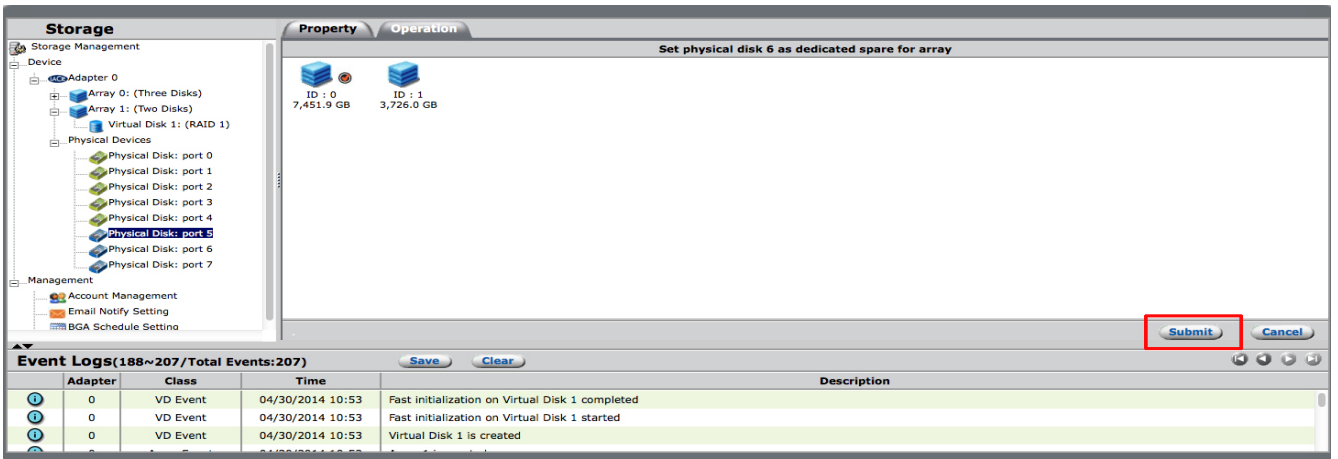 Storage
Property
Operation
Storage Management
Device
Adapter 0
Array 0: (Three Disks)
Array 1: (Two Disks)
Virtual Disk 1: (RAID 1)
Physical Devices
Physical Disk: port 0
Physical Disk: port 1
Physical Disk: port 2
Physical Disk: port 3
Physical Disk: port 4
Physical Disk: port 5
Physical Disk: port 6
Physical Disk: port 7
Management
Account Management
Email Notify Setting
BGA Schedule Setting
Set physical disk 6 as dedicated spare for array
ID : 0
7,451.9 GB
ID : 1
3,726.0 GB
Submit
Cancel
Event Logs(188~207/Total Events:207)
Save
Clear
Adapter Class Time Description
0 VD Event 04/30/2014 10:53 Fast initialization on Virtual Disk 1 completed
0 VD Event 04/30/2014 10:53 Fast initialization on Virtual Disk 1 started
0 VD Event 04/30/2014 10:53 Virtual Disk 1 is created